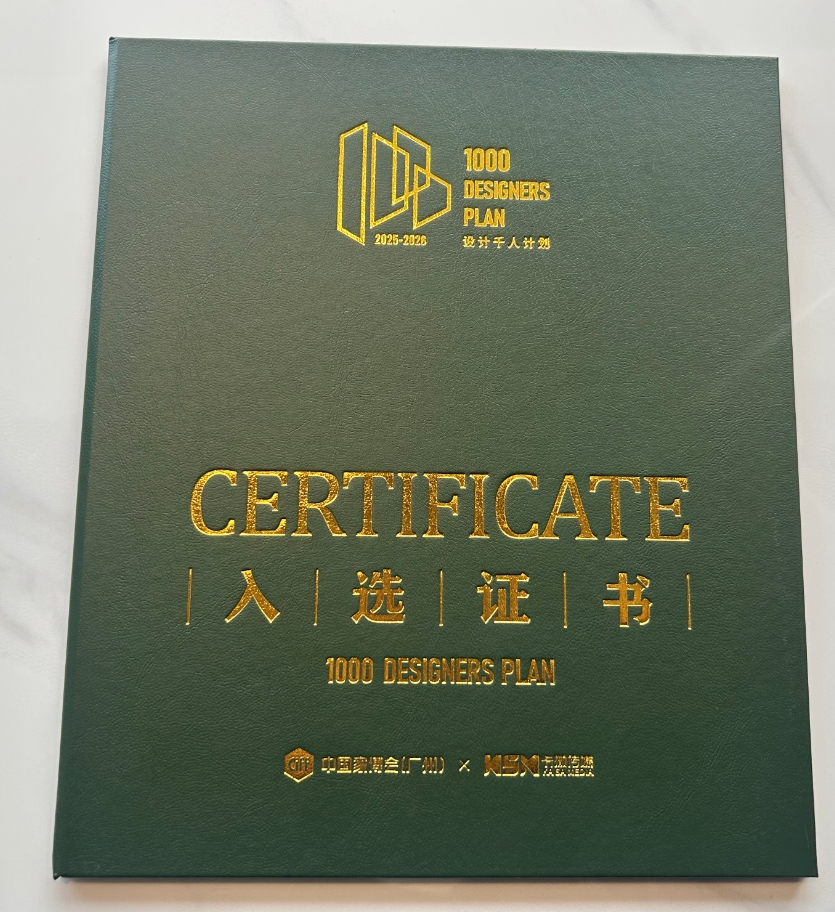 1000
DESIGNERS
PLAN
2025-2026
设计千人计划
CERTIFICATE
入选证书
1000 DESIGNERS PLAN
中国家博会(广州) ×
MEDIA